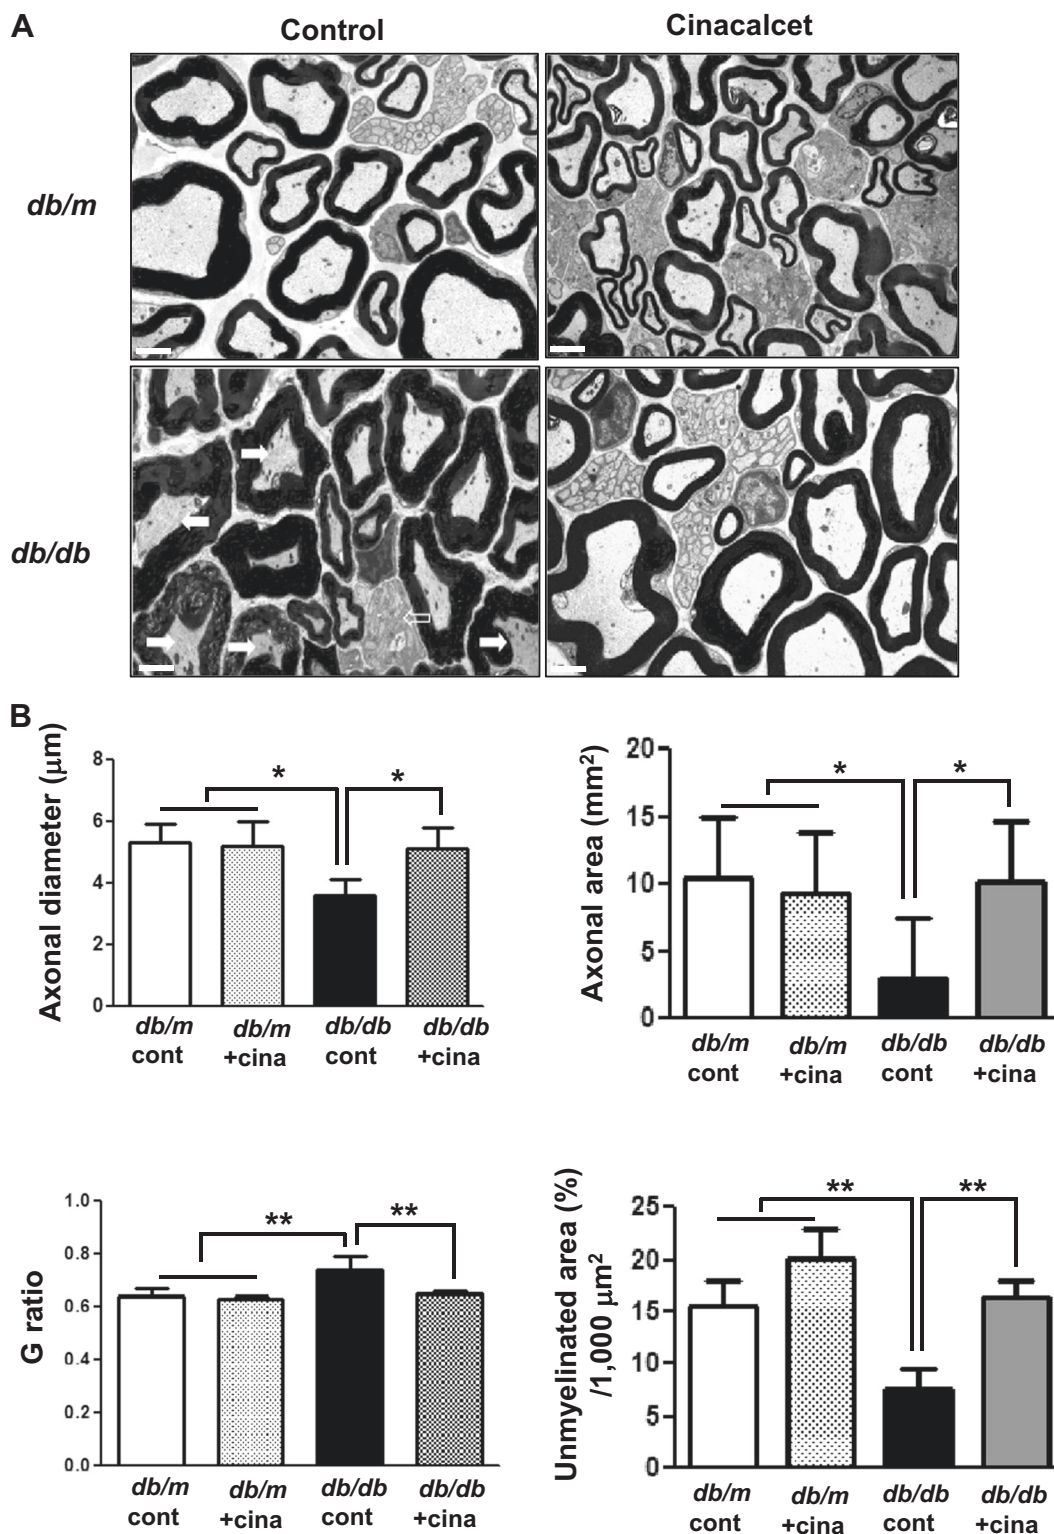 A
Control
Cinacalcet
db/m
db/db
B
Axonal diameter (µm)
8
6
4
2
0
* *
db/m db/m db/db db/db
cont +cina cont +cina
Axonal area (mm²)
20
15
10
5
0
* *
db/m db/m db/db db/db
cont +cina cont +cina
G ratio
1.0
0.8
0.6
0.4
0.2
0.0
** **
db/m db/m db/db db/db
cont +cina cont +cina
Unmyelinated area (%)
/1,000 µm²
25
20
15
10
5
0
** **
db/m db/m db/db db/db
cont +cina cont +cina